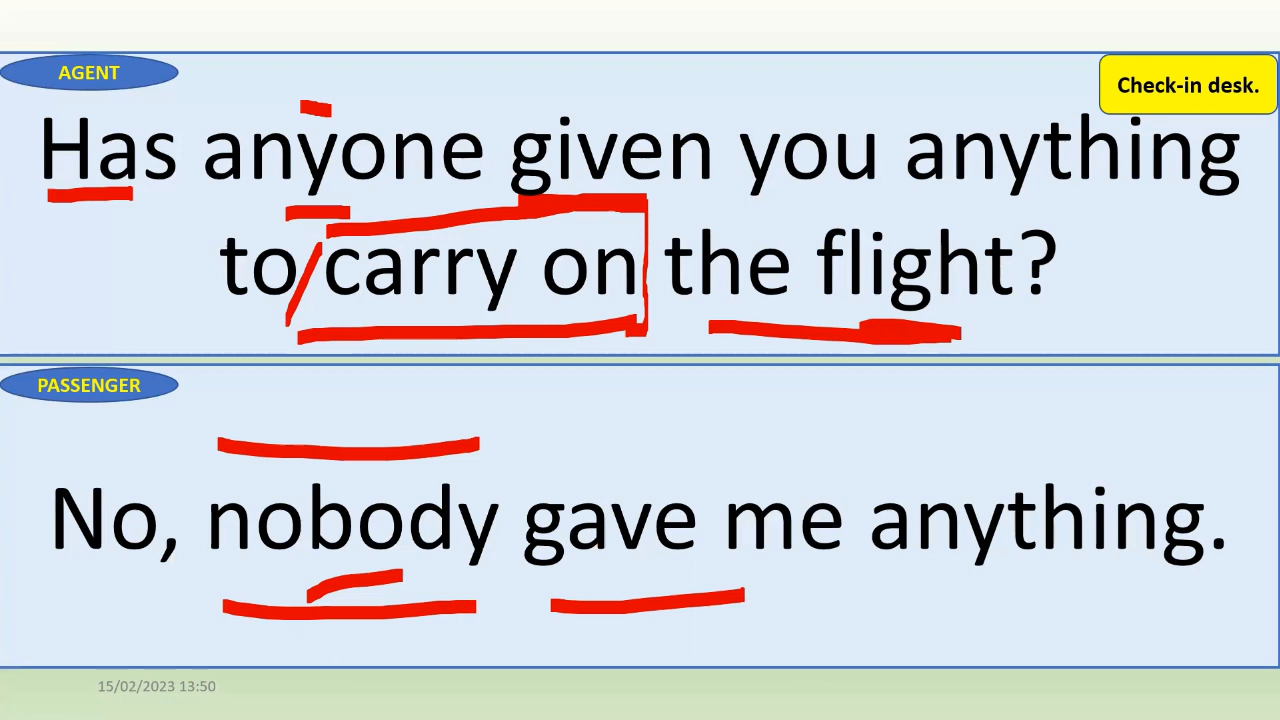 AGENT
Check-in desk.
Has anyone given you anything
to carry on the flight?
PASSENGER
No, nobody gave me anything.
15/02/2023 13:50